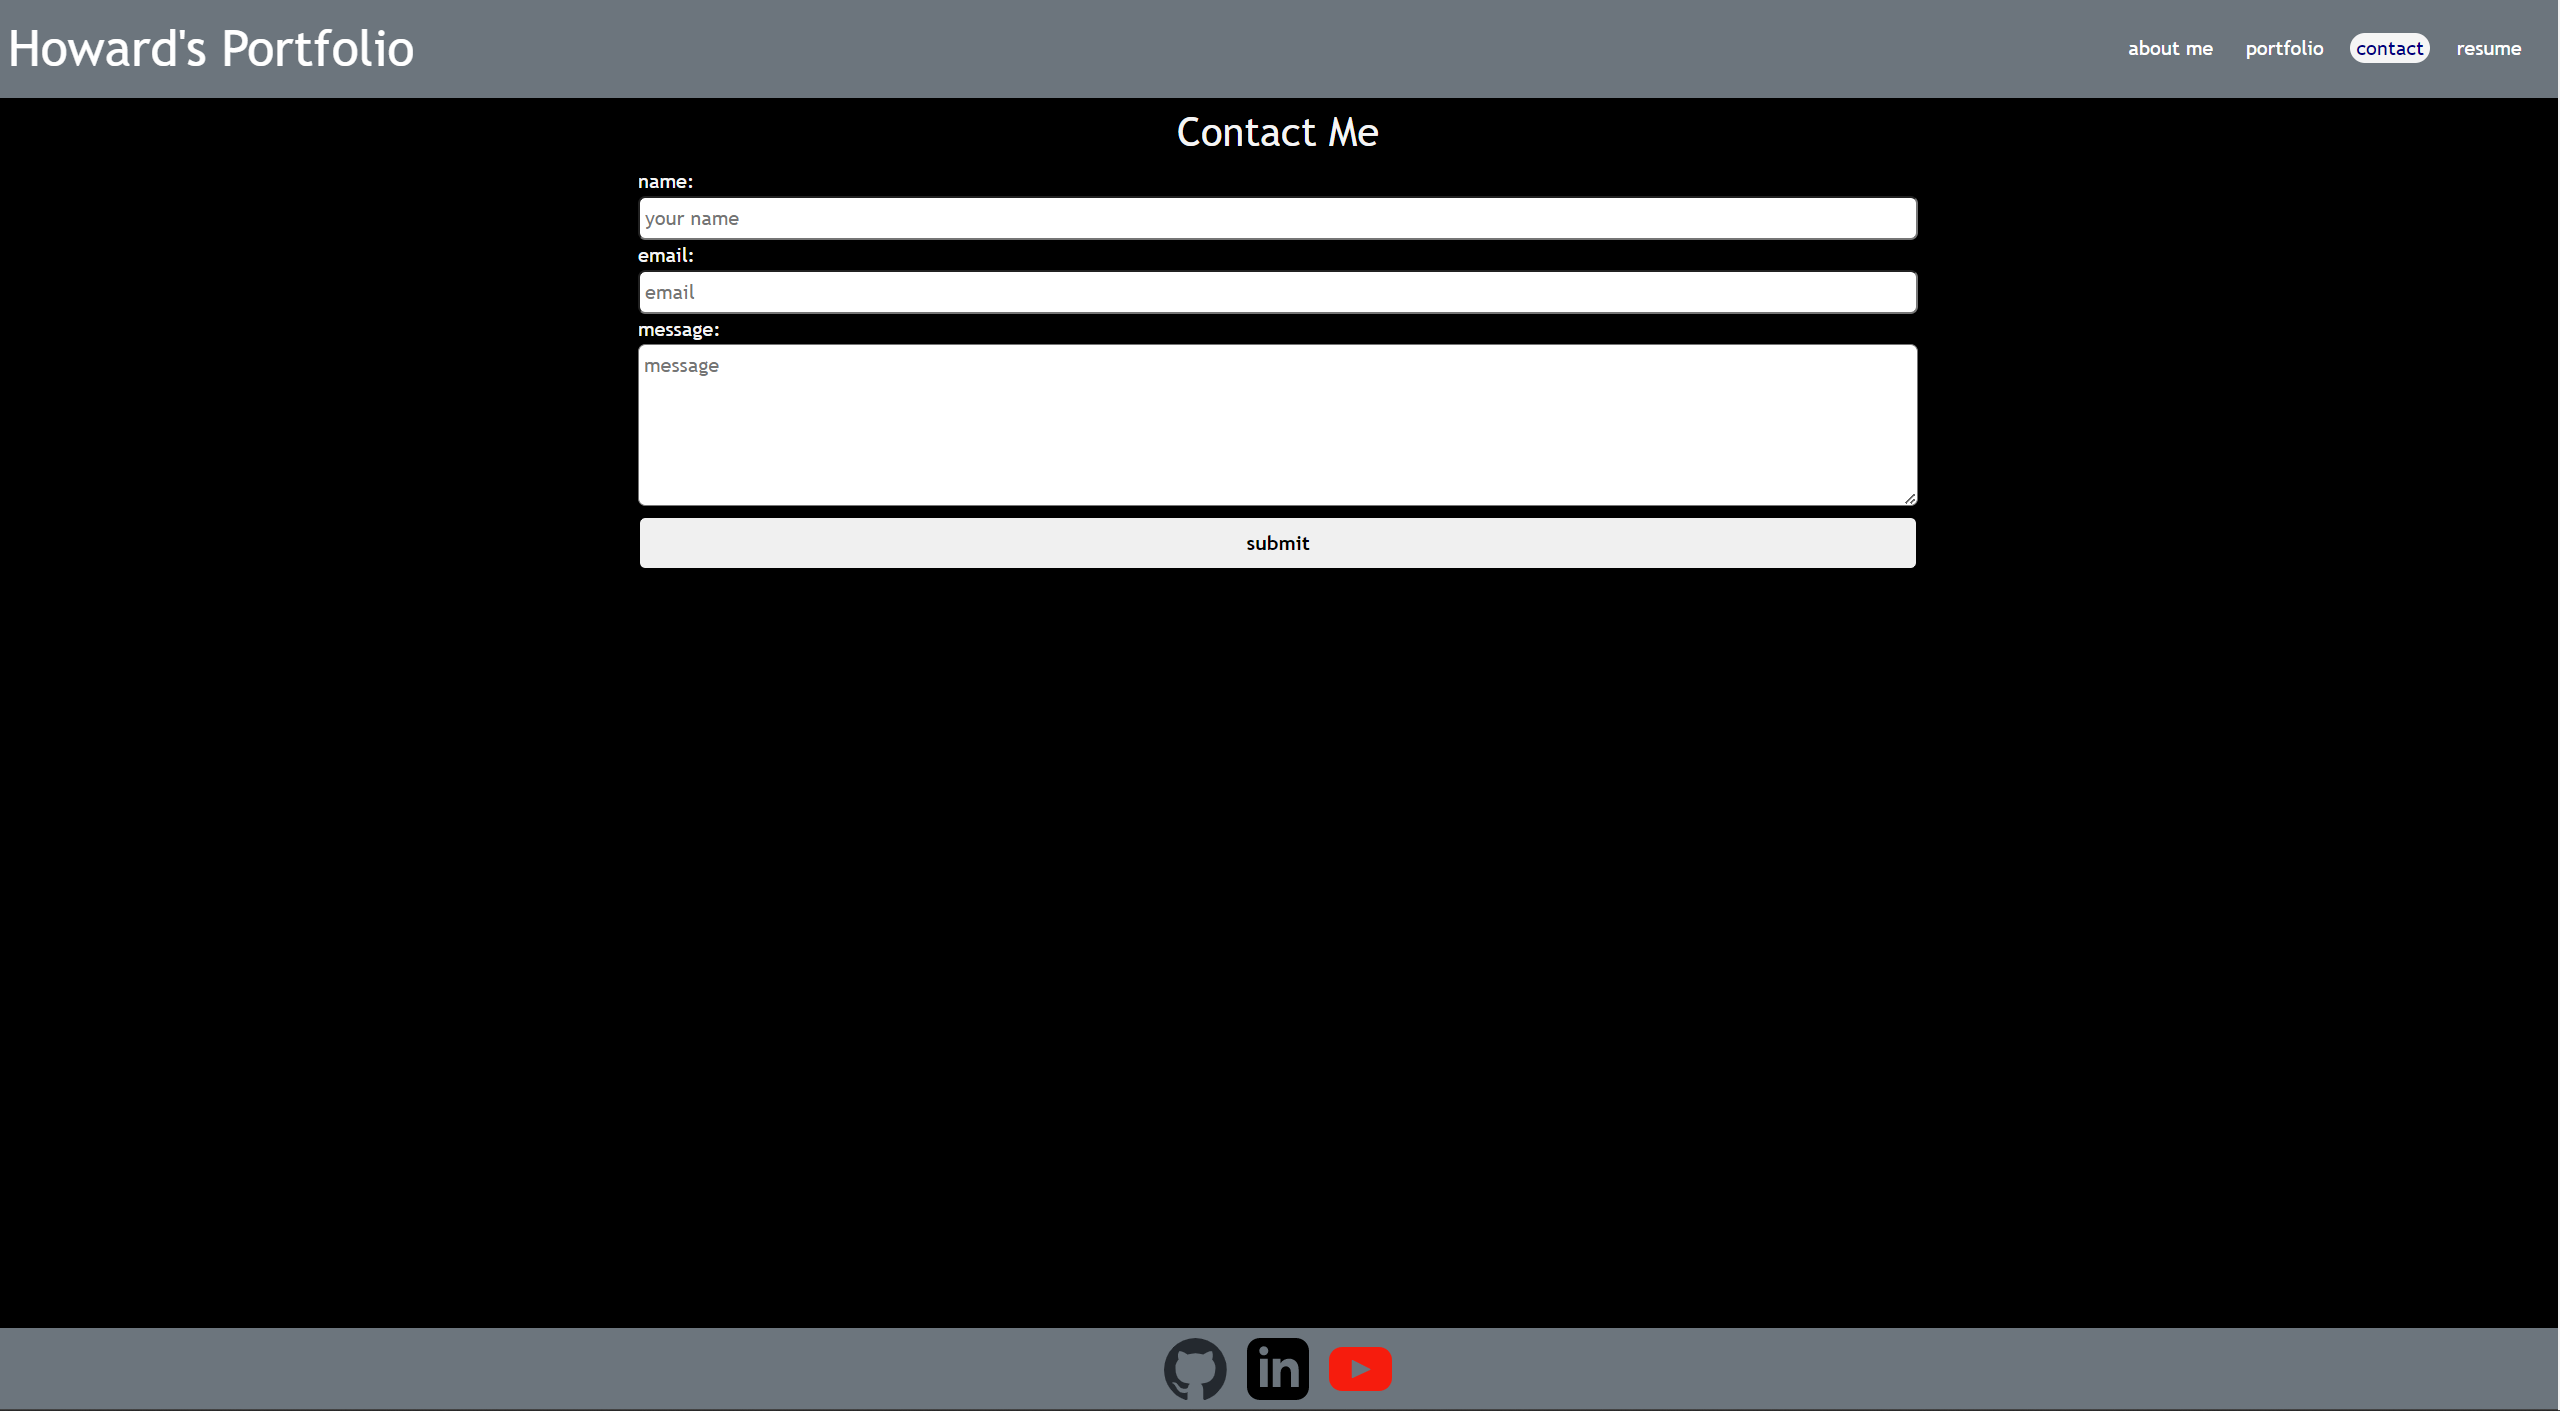 Howard's Portfolio
about me portfolio contact resume
Contact Me
name:
your name
email:
email
message:
message
submit
in